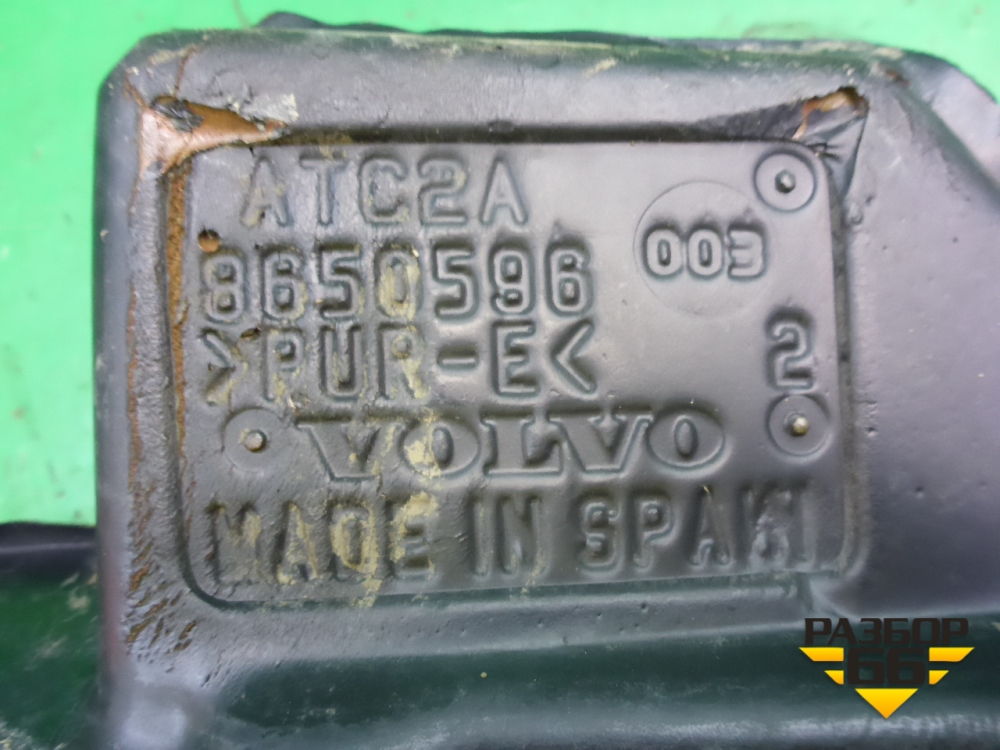 ATC2A
8650596
003
>PUR-E<
2
VOLVO
MADE IN SPAIN
РАЗБОР
66